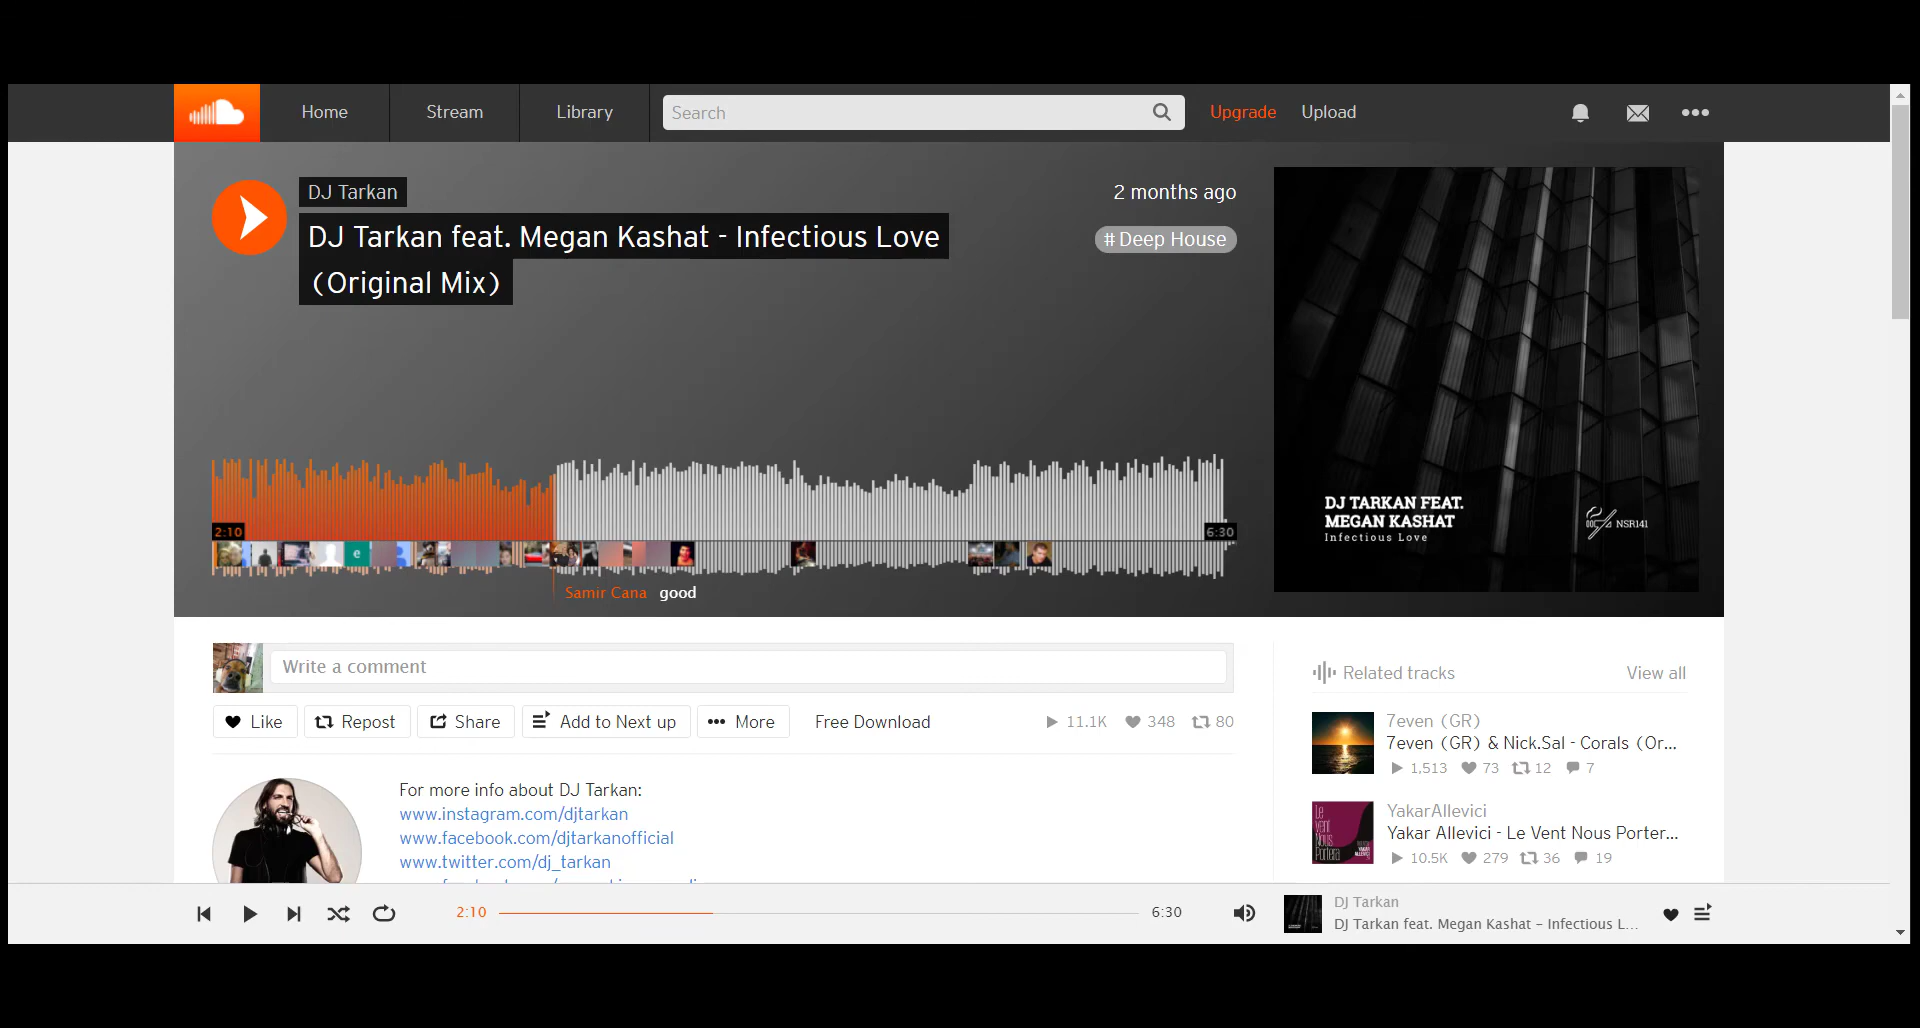 Home
Stream
Library
Search
Upgrade
Upload
DJ Tarkan
2 months ago
DJ Tarkan feat. Megan Kashat - Infectious Love
(Original Mix)
# Deep House
DJ TARKAN FEAT.
MEGAN KASHAT
Infectious Love
NSR141
2:10
6:30
e
Samir Cana good
Write a comment
Like
Repost
Share
Add to Next up
More
Free Download
11.1K
348
80
For more info about DJ Tarkan:
www.instagram.com/djtarkan
www.facebook.com/djtarkanofficial
www.twitter.com/dj_tarkan
Related tracks
View all
7even (GR)
7even (GR) & Nick.Sal - Corals (Or...
1,513
73
12
7
Le
vent
Nous
Portera
YakarAllevici
Yakar Allevici - Le Vent Nous Porter...
10.5K
279
36
19
2:10
6:30
DJ Tarkan
DJ Tarkan feat. Megan Kashat – Infectious L...